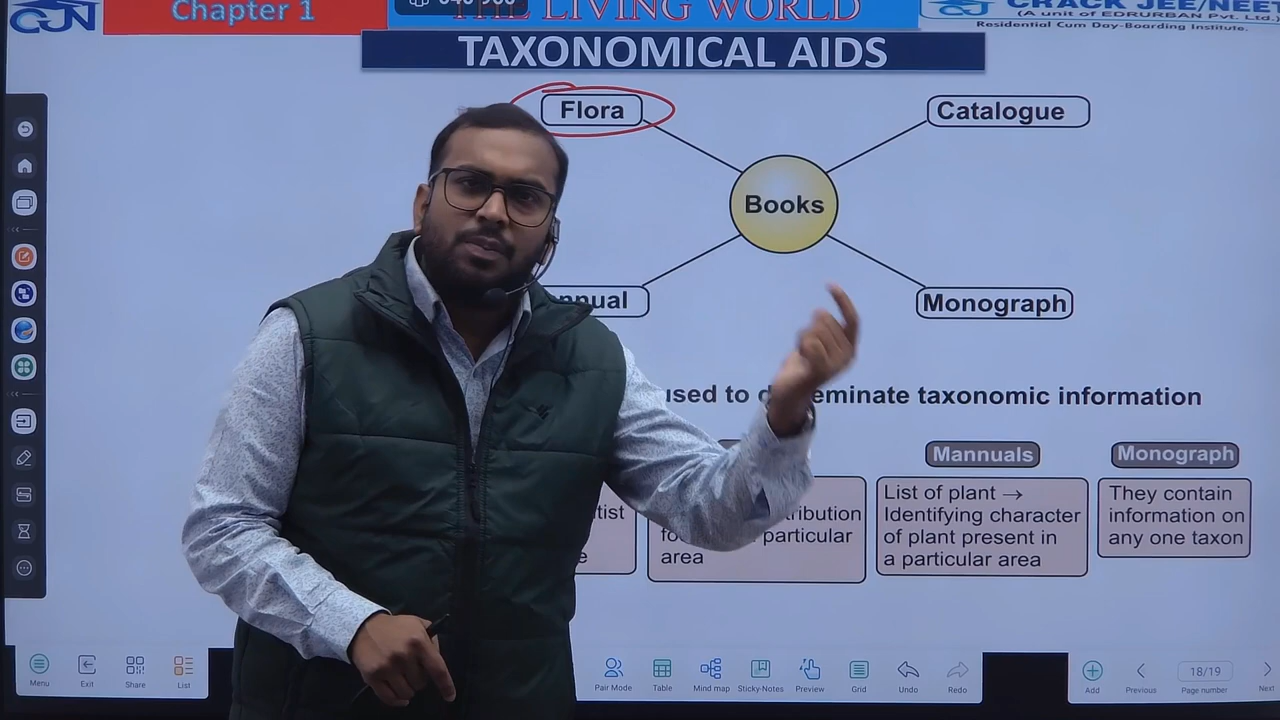 Chapter 1
THE LIVING WORLD
CRACK JEE/NEET
(A unit of EDRURBAN Pvt. Ltd.)
Residential Cum Day-Boarding Institute.
TAXONOMICAL AIDS
Flora
Catalogue
Books
Monograph
used to
taxonomic information
Mannuals
Monograph
List of plant →
Identifying character
of plant present in
a particular area
They contain
information on
any one taxon
particular
area
Menu
Exit
Share
List
Pair Mode
Table
Mind map
Sticky-Notes
Preview
Grid
Undo
Redo
Add
Previous
18/19
Page number
Next